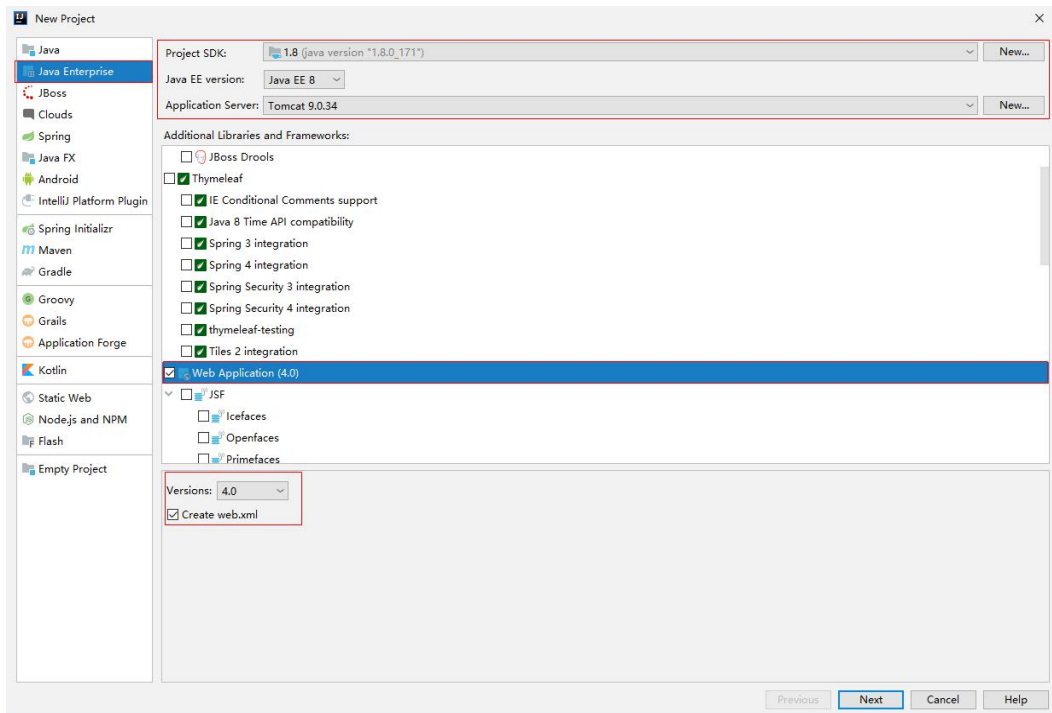 New Project
Java
Java Enterprise
JBoss
Clouds
Spring
Java FX
Android
IntelliJ Platform Plugin
Spring Initializr
Maven
Gradle
Groovy
Grails
Application Forge
Kotlin
Static Web
Node.js and NPM
Flash
Empty Project
Project SDK: 1.8 (java version "1.8.0_171") New...
Java EE version: Java EE 8
Application Server: Tomcat 9.0.34 New...
Additional Libraries and Frameworks:
JBoss Drools
Thymeleaf
IE Conditional Comments support
Java 8 Time API compatibility
Spring 3 integration
Spring 4 integration
Spring Security 3 integration
Spring Security 4 integration
thymeleaf-testing
Tiles 2 integration
Web Application (4.0)
JSF
Icefaces
Openfaces
Primefaces
Versions: 4.0
Create web.xml
Previous Next Cancel Help